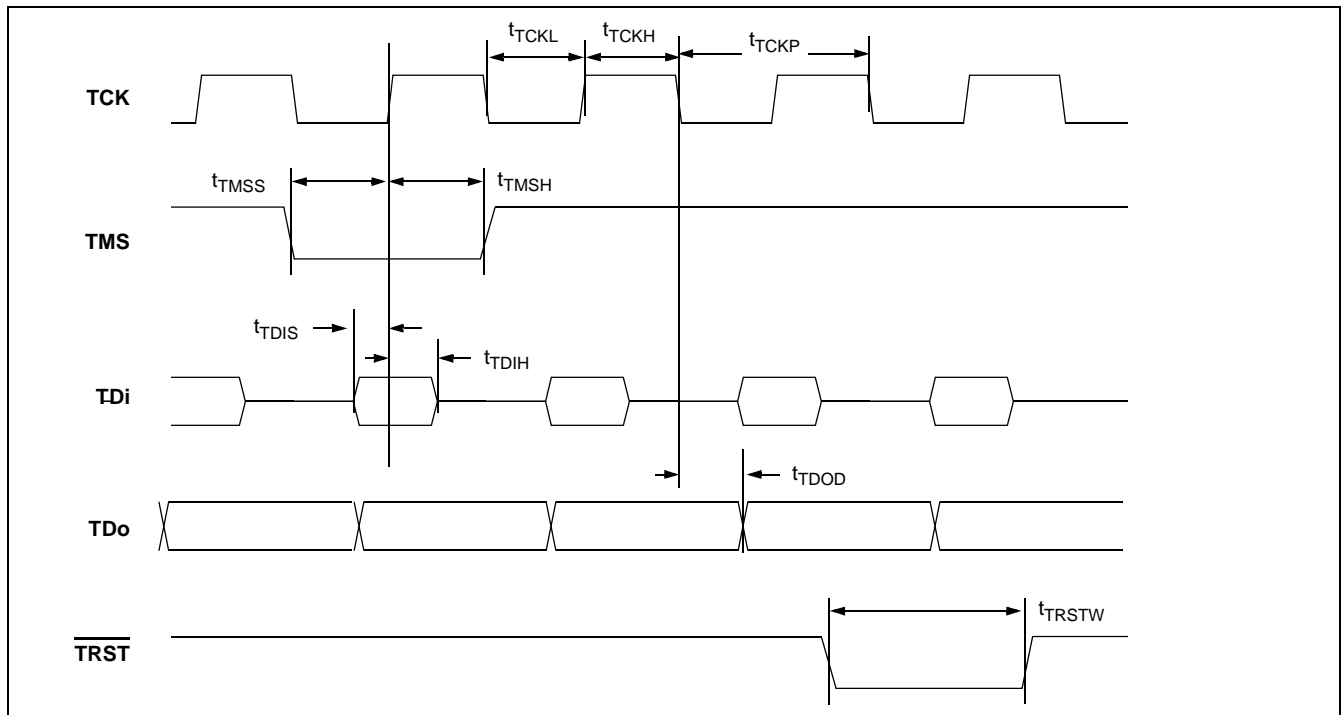 tTCKL tTCKH tTCKP
TCK
tTMSS tTMSH
TMS
tTDIS
tTDIH
TDi
tTDOD
TDo
tTRSTW
TRST